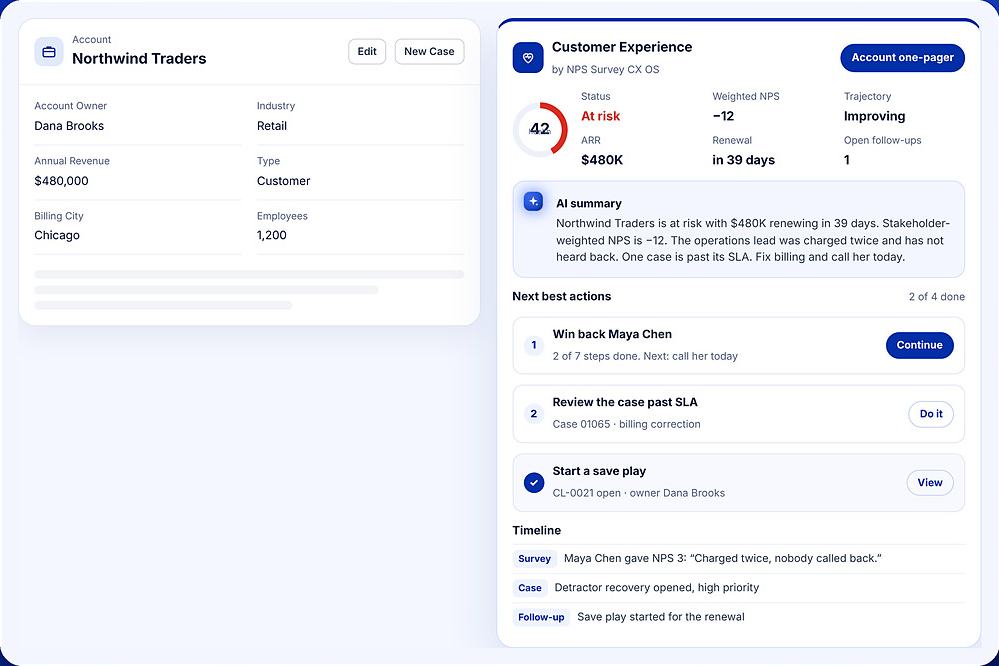 Account
Northwind Traders
Edit
New Case
Account Owner
Dana Brooks
Industry
Retail
Annual Revenue
$480,000
Type
Customer
Billing City
Chicago
Employees
1,200
Customer Experience
by NPS Survey CX OS
Account one-pager
42
Status
At risk
Weighted NPS
−12
Trajectory
Improving
ARR
$480K
Renewal
in 39 days
Open follow-ups
1
AI summary
Northwind Traders is at risk with $480K renewing in 39 days. Stakeholder-
weighted NPS is −12. The operations lead was charged twice and has not
heard back. One case is past its SLA. Fix billing and call her today.
Next best actions
2 of 4 done
1
Win back Maya Chen
2 of 7 steps done. Next: call her today
Continue
2
Review the case past SLA
Case 01065 · billing correction
Do it
Start a save play
CL-0021 open · owner Dana Brooks
View
Timeline
Survey Maya Chen gave NPS 3: “Charged twice, nobody called back.”
Case Detractor recovery opened, high priority
Follow-up Save play started for the renewal